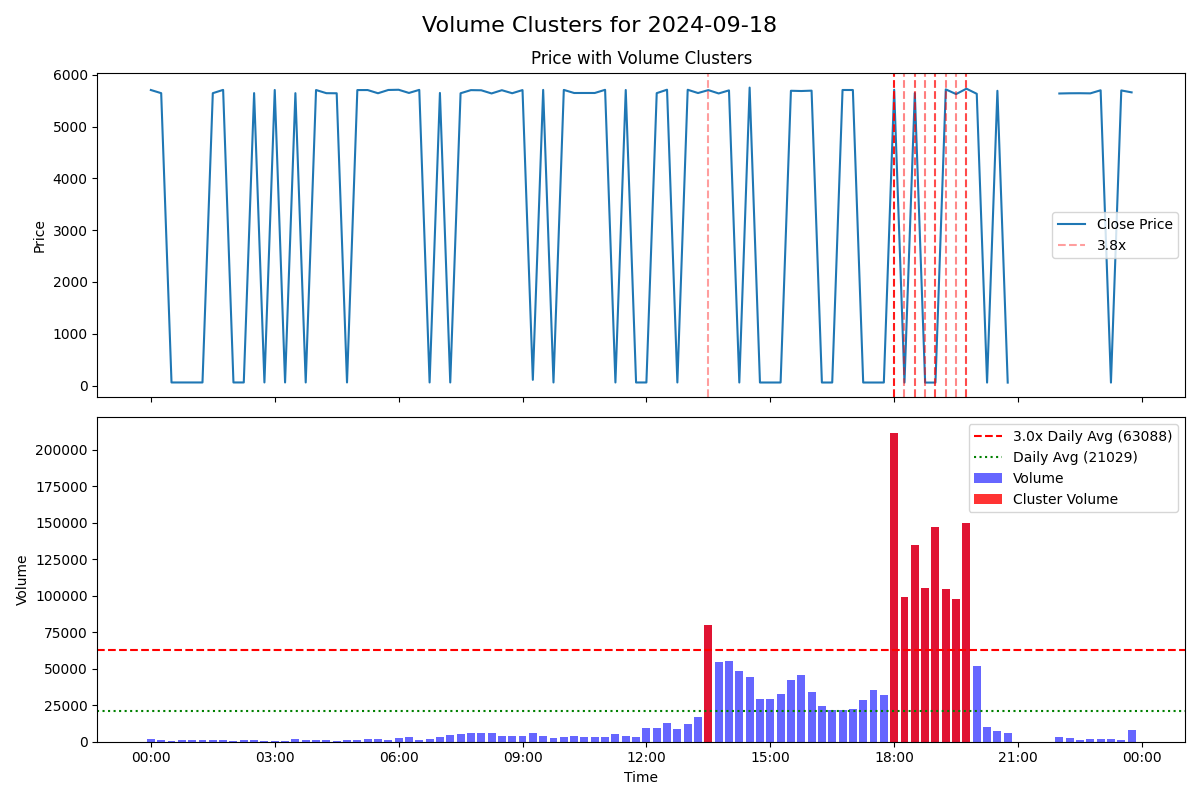 Volume Clusters for 2024-09-18
Price with Volume Clusters
6000
5000
4000
3000
2000
1000
0
Price
Close Price
3.8x
200000
175000
150000
125000
100000
75000
50000
25000
0
Volume
3.0x Daily Avg (63088)
Daily Avg (21029)
Volume
Cluster Volume
00:00 03:00 06:00 09:00 12:00 15:00 18:00 21:00 00:00
Time